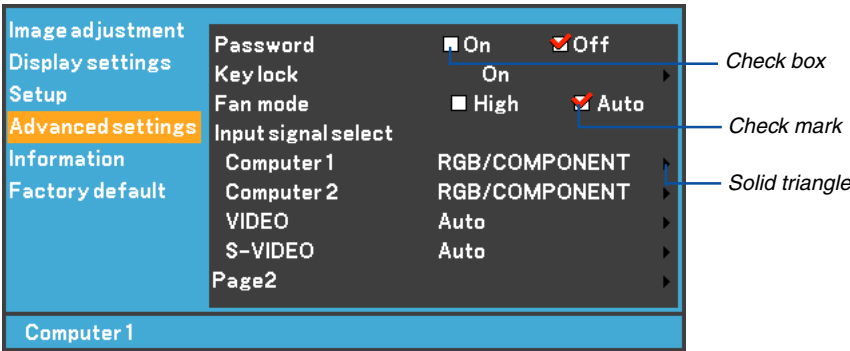 Image adjustment
Display settings
Setup
Advanced settings
Information
Factory default
Password On Off
Key lock On
Fan mode High Auto
Input signal select
Computer 1 RGB/COMPONENT
Computer 2 RGB/COMPONENT
VIDEO Auto
S-VIDEO Auto
Page2
Computer 1
Check box
Check mark
Solid triangle